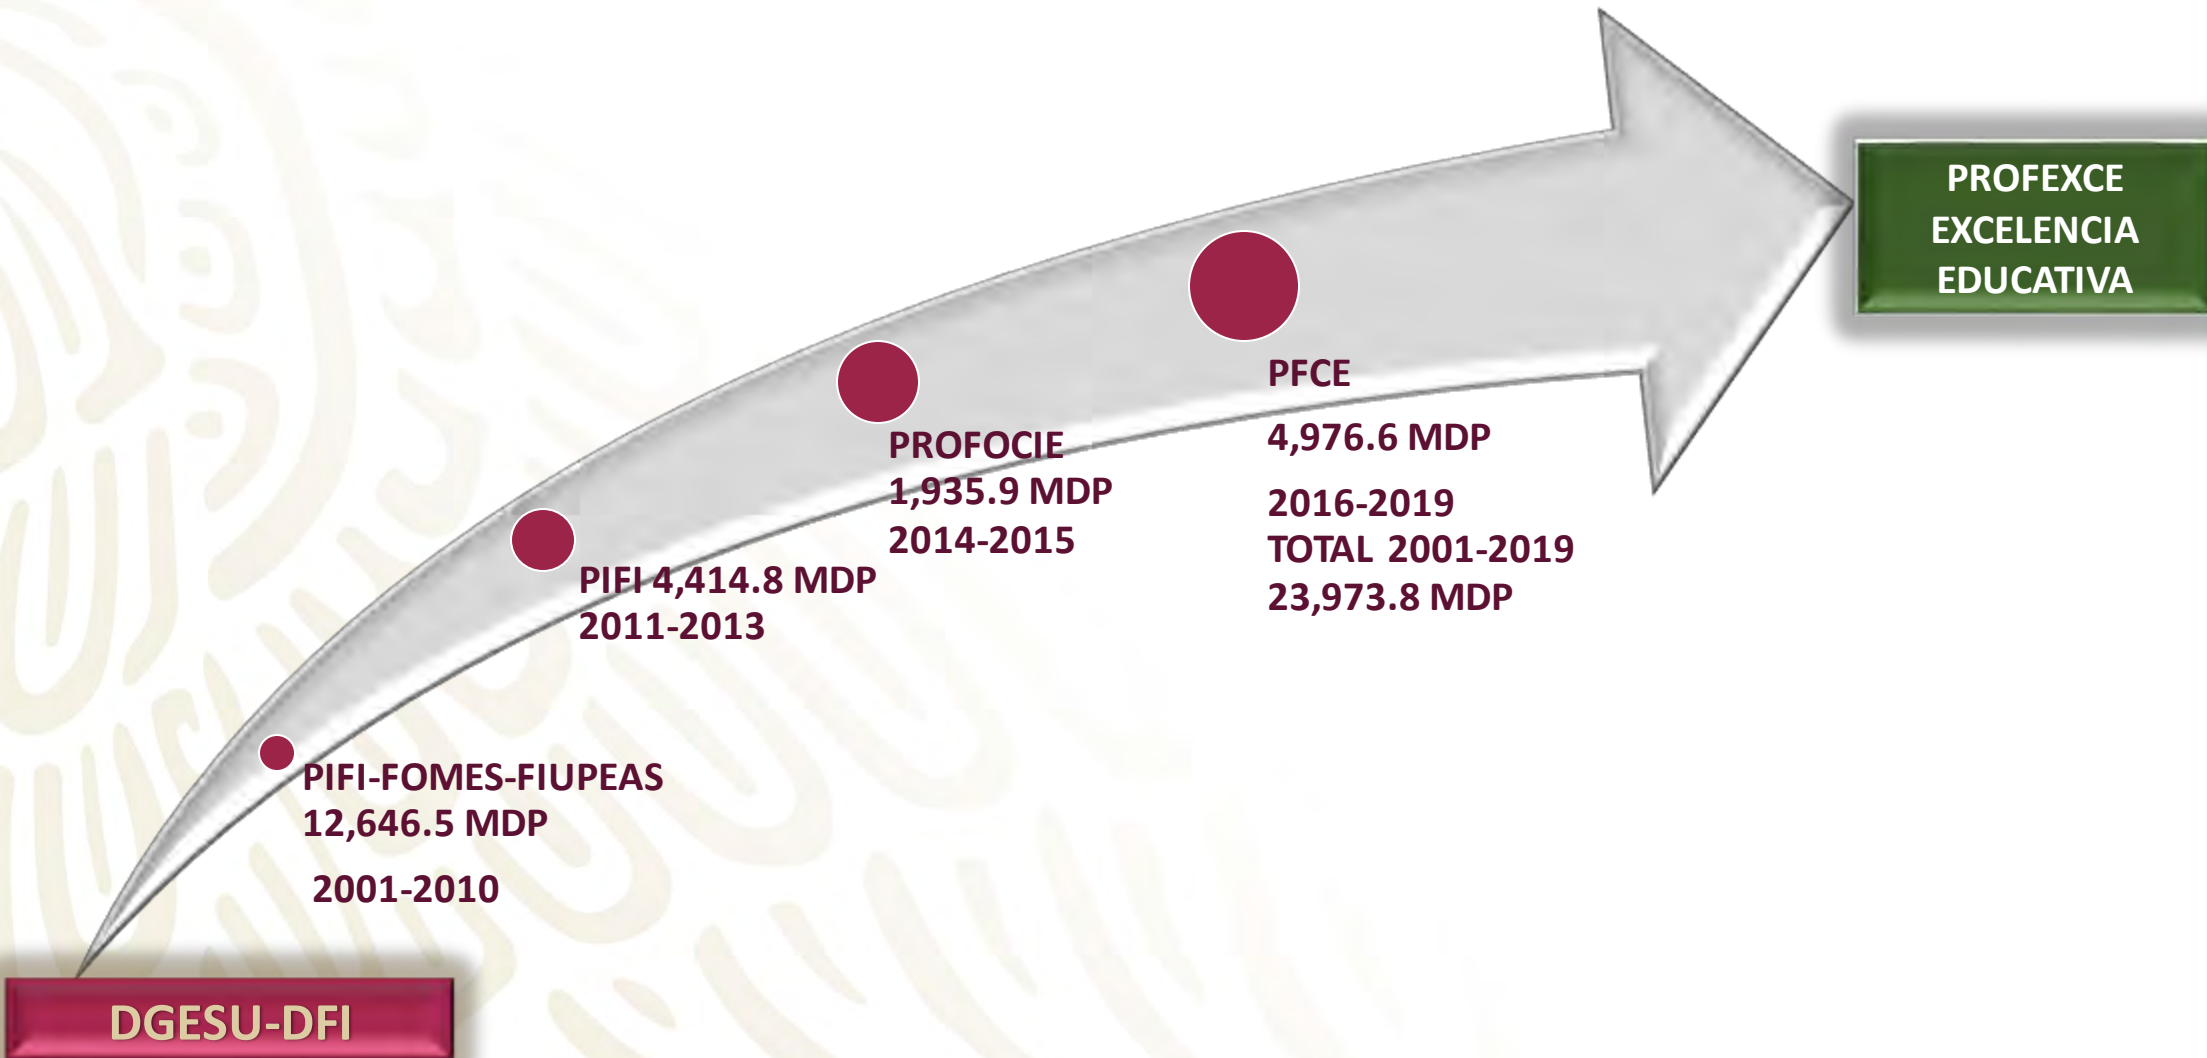 PROFEXCE
EXCELENCIA
EDUCATIVA
PFCE
4,976.6 MDP
2016-2019
TOTAL 2001-2019
23,973.8 MDP
PROFOCIE
1,935.9 MDP
2014-2015
PIFI 4,414.8 MDP
2011-2013
PIFI-FOMES-FIUPEAS
12,646.5 MDP
2001-2010
DGESU-DFI